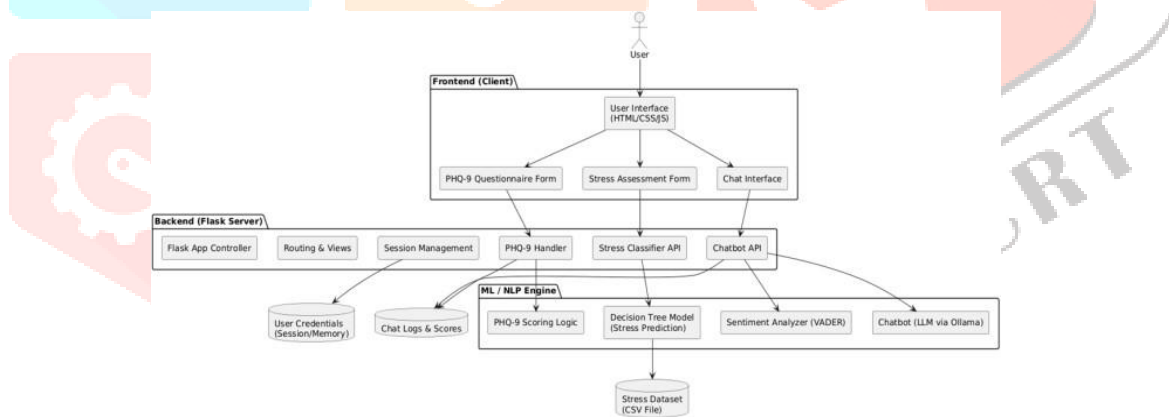 User
Frontend (Client)
User Interface
(HTML/CSS/JS)
PHQ-9 Questionnaire Form
Stress Assessment Form
Chat Interface
Backend (Flask Server)
Flask App Controller
Routing & Views
Session Management
PHQ-9 Handler
Stress Classifier API
Chatbot API
ML / NLP Engine
User Credentials
(Session/Memory)
Chat Logs & Scores
PHQ-9 Scoring Logic
Decision Tree Model
(Stress Prediction)
Sentiment Analyzer (VADER)
Chatbot (LLM via Ollama)
Stress Dataset
(CSV File)
CRT